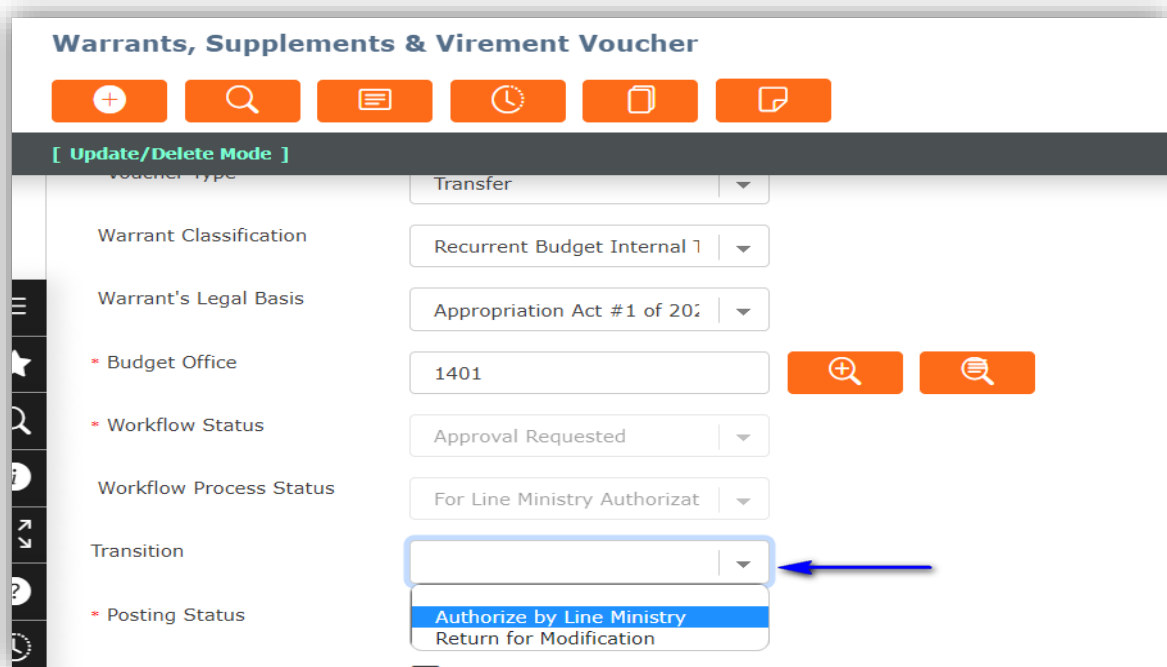 Warrants, Supplements & Virement Voucher
[ Update/Delete Mode ]
Voucher Type
Transfer
Warrant Classification
Recurrent Budget Internal
Warrant's Legal Basis
Appropriation Act #1 of
* Budget Office
1401
* Workflow Status
Approval Requested
Workflow Process Status
For Line Ministry Authorizat
Transition
Authorize by Line Ministry
Return for Modification
* Posting Status